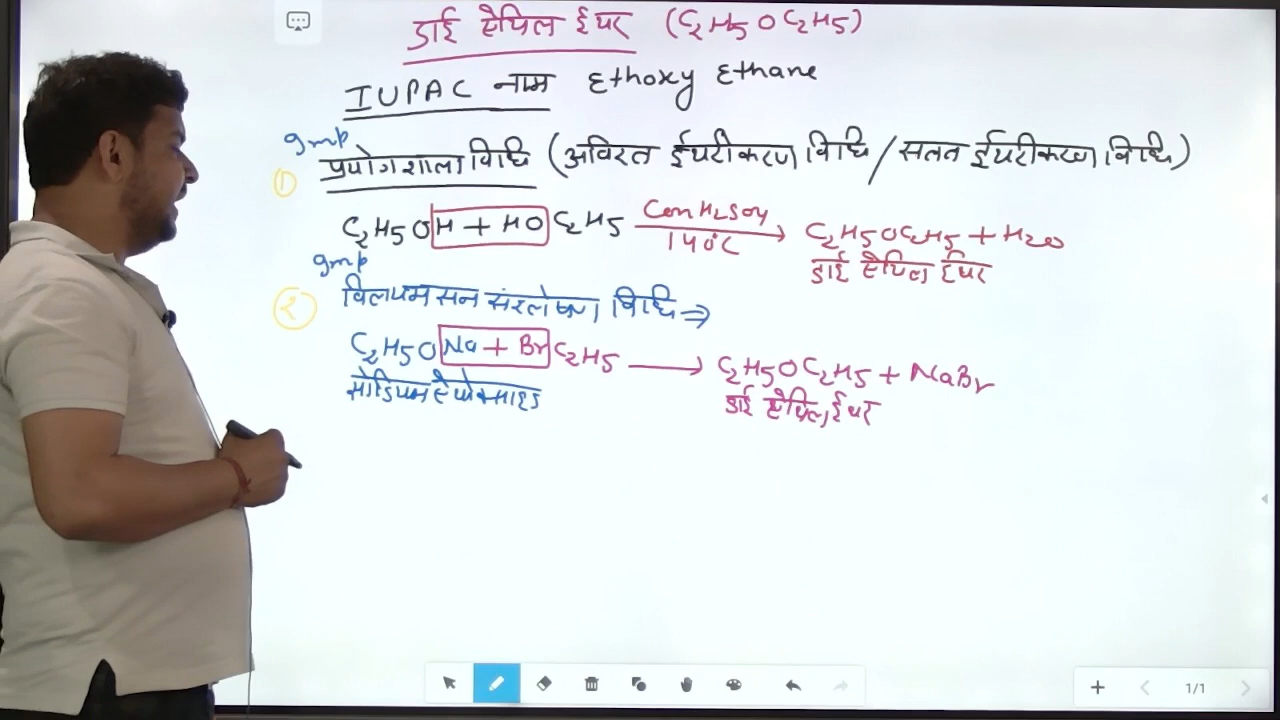 डाई ऐथिल ईथर (C2H5OC2H5)
IUPAC नाम Ethoxy Ethane
gmp
① प्रयोगशाला विधि (अविरत ईथरीकरण विधि / सतत ईथरीकरण विधि)
C2H5OH + HOC2H5 Con H2SO4 140°C → C2H5OC2H5 + H2O
डाई ऐथिल ईथर
gmp
② विलियमसन संश्लेषण विधि ⇒
C2H5ONa + BrC2H5 → C2H5OC2H5 + NaBr
सोडियम ऐथोक्साइड डाई ऐथिल ईथर
1/1